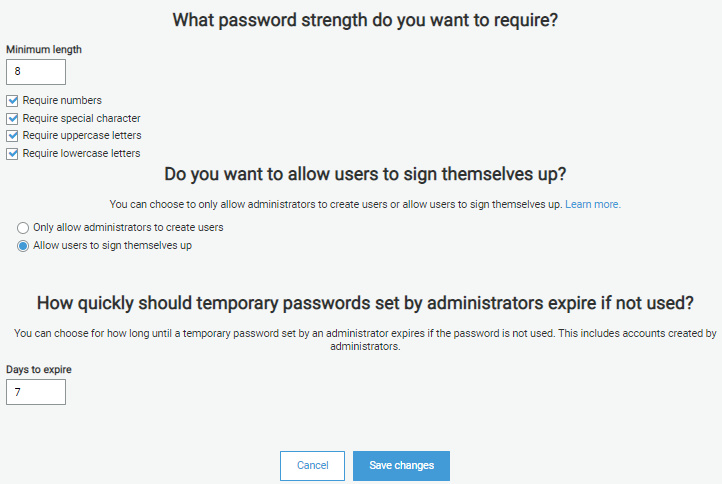 What password strength do you want to require?
Minimum length
8
Require numbers
Require special character
Require uppercase letters
Require lowercase letters
Do you want to allow users to sign themselves up?
You can choose to only allow administrators to create users or allow users to sign themselves up. Learn more.
Only allow administrators to create users
Allow users to sign themselves up
How quickly should temporary passwords set by administrators expire if not used?
You can choose for how long until a temporary password set by an administrator expires if the password is not used. This includes accounts created by
administrators.
Days to expire
7
Cancel Save changes